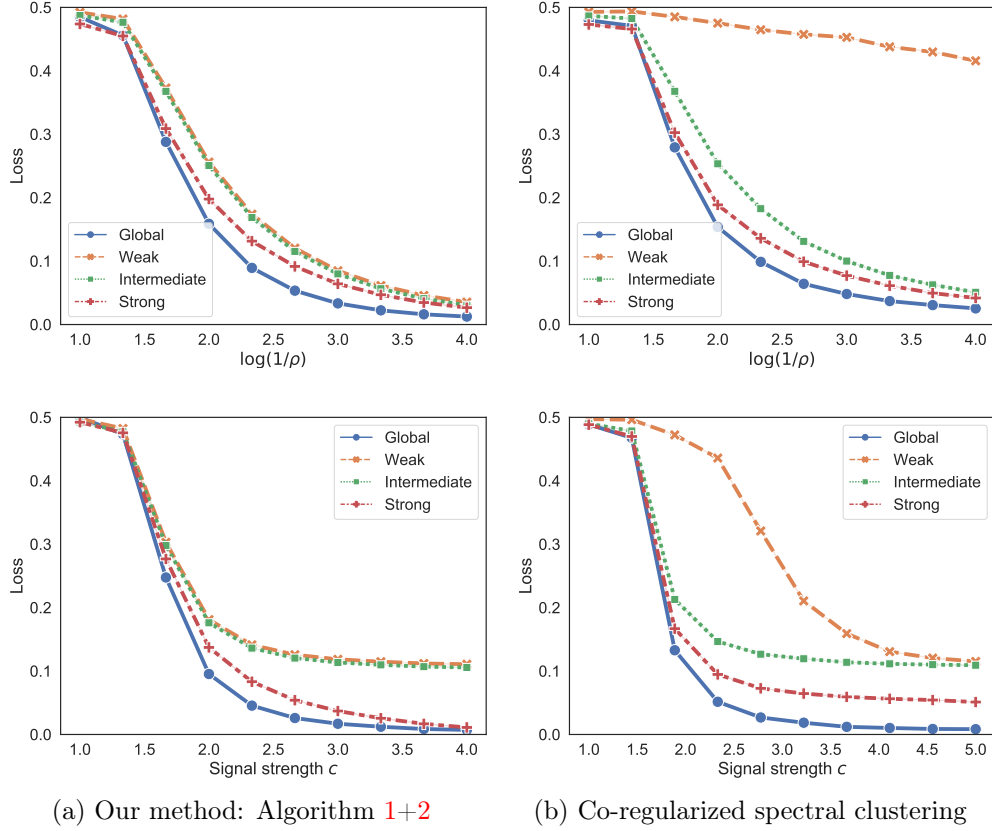 0.5
0.4
0.3
0.2
0.1
0.0
Loss
Global
Weak
Intermediate
Strong
1.0 1.5 2.0 2.5 3.0 3.5 4.0
log(1/ρ)
0.5
0.4
0.3
0.2
0.1
0.0
Loss
Global
Weak
Intermediate
Strong
1.0 1.5 2.0 2.5 3.0 3.5 4.0
log(1/ρ)
0.5
0.4
0.3
0.2
0.1
0.0
Loss
Global
Weak
Intermediate
Strong
1.0 1.5 2.0 2.5 3.0 3.5 4.0
Signal strength c
0.5
0.4
0.3
0.2
0.1
0.0
Loss
Global
Weak
Intermediate
Strong
1.0 1.5 2.0 2.5 3.0 3.5 4.0 4.5 5.0
Signal strength c
(a) Our method: Algorithm 1+2
(b) Co-regularized spectral clustering